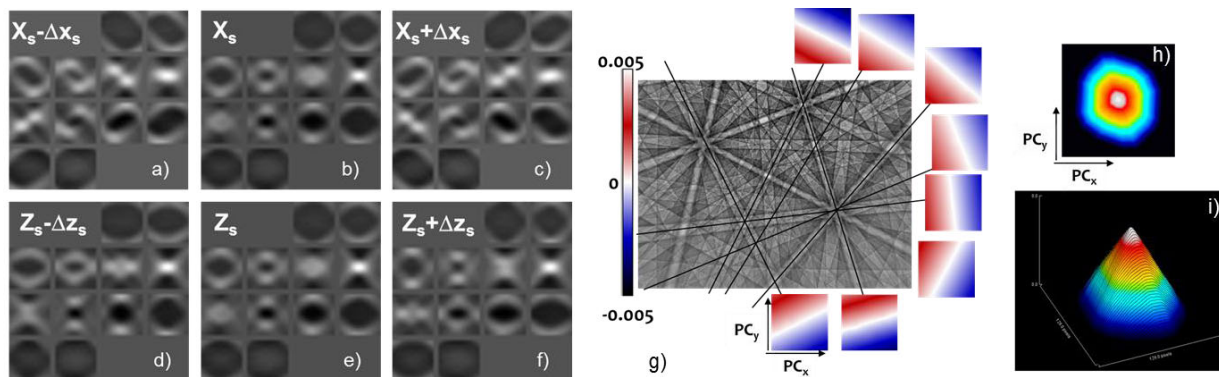 Xs-Δxs
Xs
Xs+Δxs
a)
b)
c)
Zs-Δzs
Zs
Zs+Δzs
d)
e)
f)
0.005
0
-0.005
PCy
PCx
g)
h)
PCy
PCx
i)